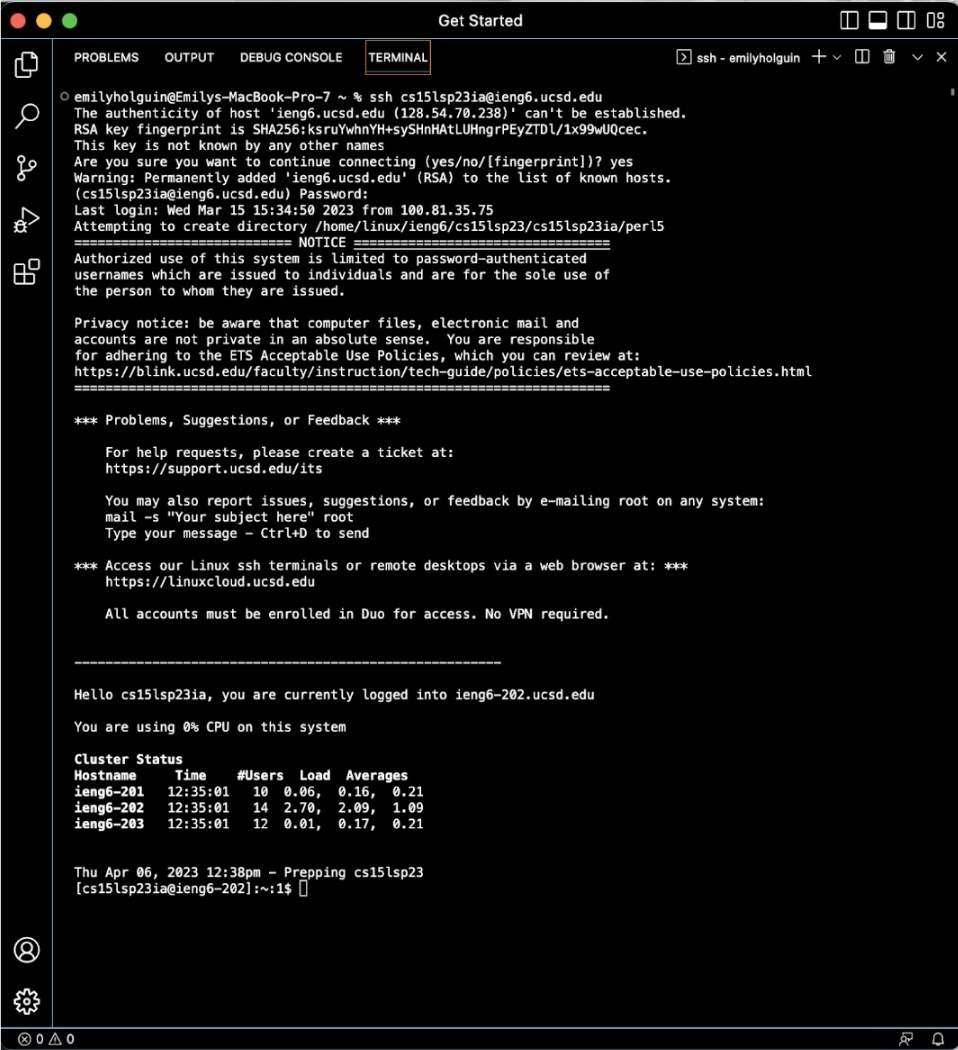 Get Started
PROBLEMS OUTPUT DEBUG CONSOLE TERMINAL ssh - emilyholguin
emilyholguin@Emilys-MacBook-Pro-7 ~ % ssh cs15lsp23ia@ieng6.ucsd.edu
The authenticity of host 'ieng6.ucsd.edu (128.54.70.238)' can't be established.
RSA key fingerprint is SHA256:ksruYwhnYH+sySHnHAtLUHngrPEyZTDl/1x99wUQcec.
This key is not known by any other names
Are you sure you want to continue connecting (yes/no/[fingerprint])? yes
Warning: Permanently added 'ieng6.ucsd.edu' (RSA) to the list of known hosts.
(cs15lsp23ia@ieng6.ucsd.edu) Password:
Last login: Wed Mar 15 15:34:50 2023 from 100.81.35.75
Attempting to create directory /home/linux/ieng6/cs15lsp23/cs15lsp23ia/perl5
============================ NOTICE =================================
Authorized use of this system is limited to password-authenticated
usernames which are issued to individuals and are for the sole use of
the person to whom they are issued.
Privacy notice: be aware that computer files, electronic mail and
accounts are not private in an absolute sense.  You are responsible
for adhering to the ETS Acceptable Use Policies, which you can review at:
https://blink.ucsd.edu/faculty/instruction/tech-guide/policies/ets-acceptable-use-policies.html
=====================================================================
*** Problems, Suggestions, or Feedback ***
For help requests, please create a ticket at:
https://support.ucsd.edu/its
You may also report issues, suggestions, or feedback by e-mailing root on any system:
mail -s "Your subject here" root
Type your message - Ctrl+D to send
*** Access our Linux ssh terminals or remote desktops via a web browser at: ***
https://linuxcloud.ucsd.edu
All accounts must be enrolled in Duo for access. No VPN required.
-------------------------------------------------------
Hello cs15lsp23ia, you are currently logged into ieng6-202.ucsd.edu
You are using 0% CPU on this system
Cluster Status
Hostname     Time    #Users  Load  Averages
ieng6-201   12:35:01   10  0.06,  0.16,  0.21
ieng6-202   12:35:01   14  2.70,  2.09,  1.09
ieng6-203   12:35:01   12  0.01,  0.17,  0.21
Thu Apr 06, 2023 12:38pm - Prepping cs15lsp23
[cs15lsp23ia@ieng6-202]:~:1$
0 0